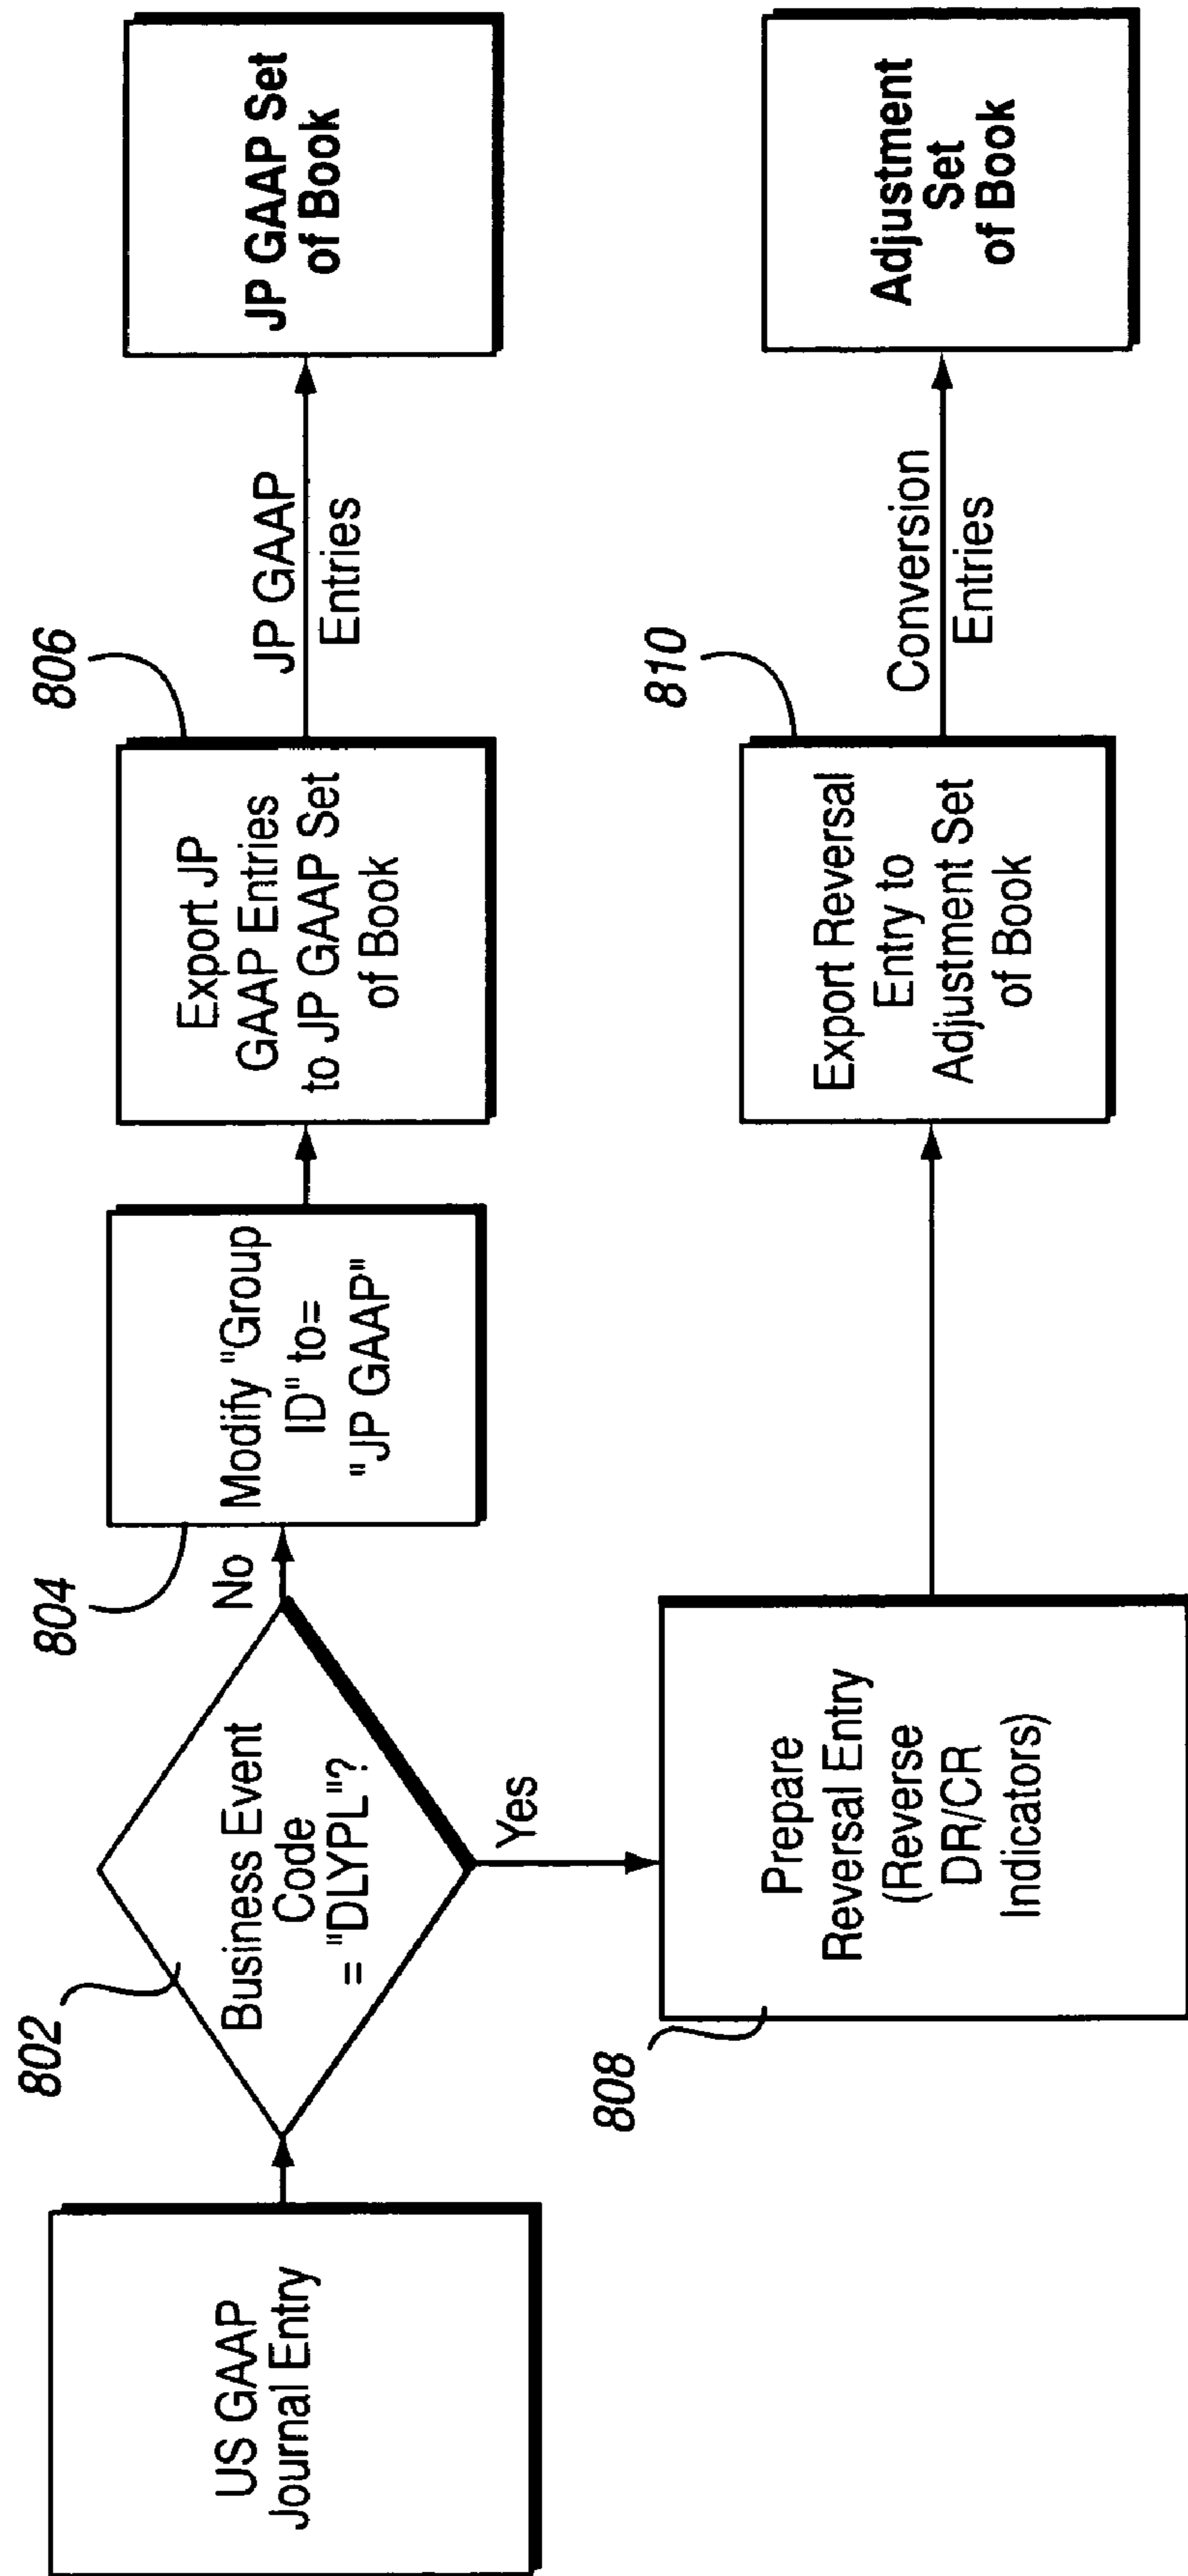 US GAAP
Journal Entry
802
Business Event
Code
= "DLYPL"?
No
Yes
804
Modify "Group
ID" to=
"JP GAAP"
806
Export JP
GAAP Entries
to JP GAAP Set
of Book
JP GAAP
Entries
JP GAAP Set
of Book
808
Prepare
Reversal Entry
(Reverse
DR/CR
Indicators)
810
Export Reversal
Entry to
Adjustment Set
of Book
Conversion
Entries
Adjustment
Set
of Book